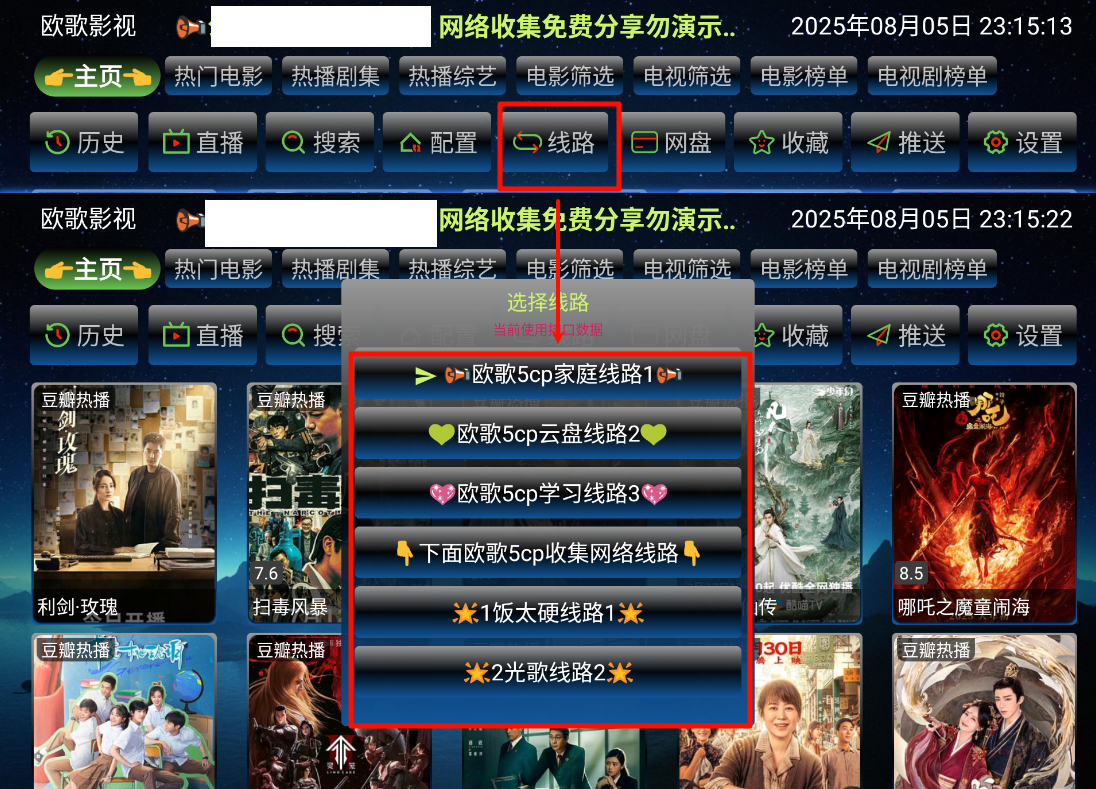 欧歌影视
网络收集免费分享勿演示..
2025年08月05日 23:15:13
👉主页👈
热门电影
热播剧集
热播综艺
电影筛选
电视筛选
电影榜单
电视剧榜单
历史
直播
搜索
配置
线路
网盘
收藏
推送
设置
欧歌影视
网络收集免费分享勿演示..
2025年08月05日 23:15:22
👉主页👈
热门电影
热播剧集
热播综艺
电影筛选
电视筛选
电影榜单
电视剧榜单
历史
直播
搜索
收藏
推送
设置
选择线路
当前使用接口数据
欧歌5cp家庭线路1
欧歌5cp云盘线路2
💖欧歌5cp学习线路3💖
👇下面欧歌5cp收集网络线路👇
🌟1饭太硬线路1🌟
🌟2光歌线路2🌟
豆瓣热播
剑·玫瑰
利剑·玫瑰
豆瓣热播
扫毒
7.6
扫毒风暴
传
豆瓣热播
8.5
哪吒之魔童闹海
豆瓣热播
豆瓣热播
30日
豆瓣热播